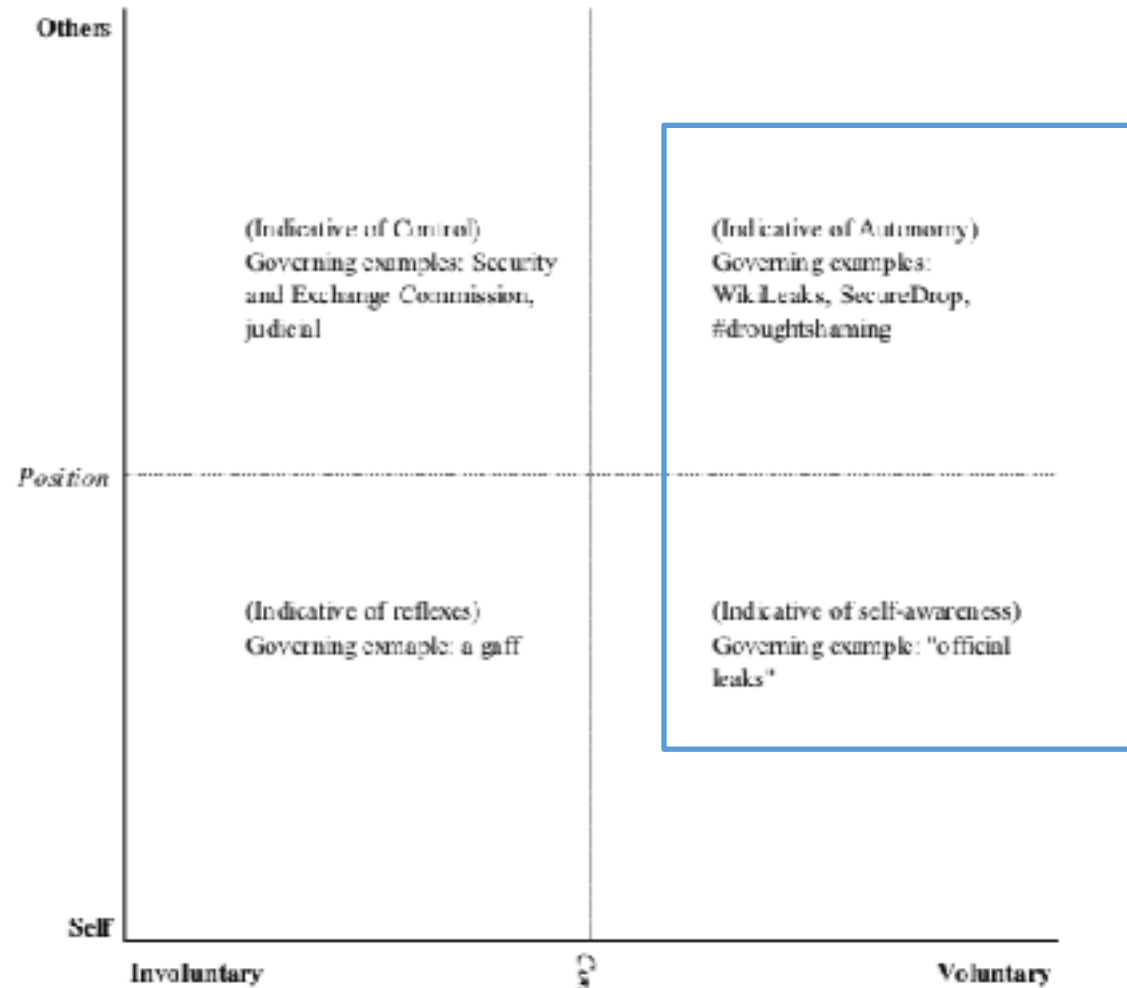 Others
(Indicative of Control)
Governing examples: Security
and Exchange Commission,
judicial
(Indicative of Autonomy)
Governing examples:
WikiLeaks, SecureDrop,
#droughtshaming
Position
(Indicative of reflexes)
Governing exmaple: a gaff
(Indicative of self-awareness)
Governing example: "official
leaks"
Self
Involuntary
Voluntary